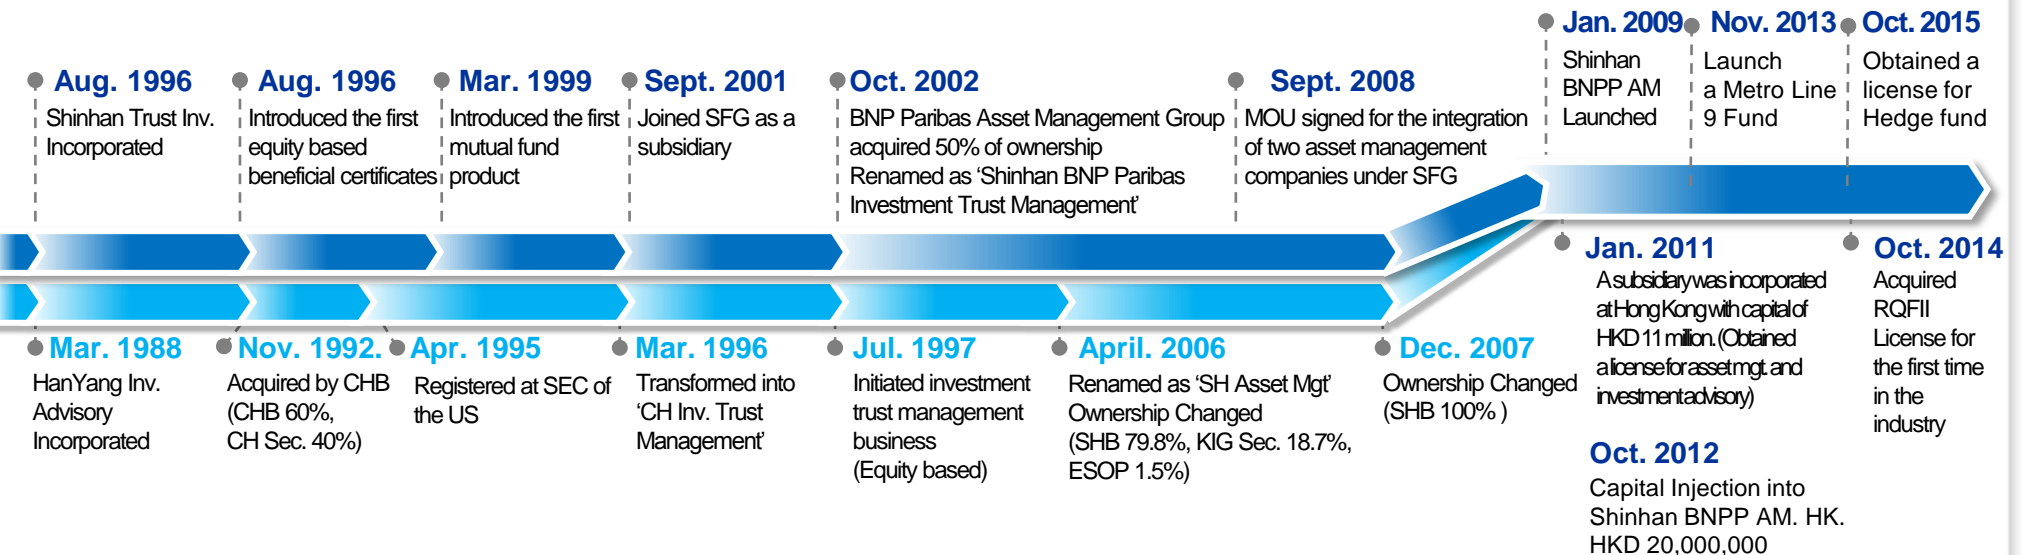 Aug. 1996
Shinhan Trust Inv.
Incorporated
Aug. 1996
Introduced the first
equity based
beneficial certificates
Mar. 1999
Introduced the first
mutual fund
product
Sept. 2001
Joined SFG as a
subsidiary
Oct. 2002
BNP Paribas Asset Management Group
acquired 50% of ownership
Renamed as ‘Shinhan BNP Paribas
Investment Trust Management’
Sept. 2008
MOU signed for the integration
of two asset management
companies under SFG
Jan. 2009
Shinhan
BNPP AM
Launched
Nov. 2013
Launch
a Metro Line
9 Fund
Oct. 2015
Obtained a
license for
Hedge fund
Mar. 1988
HanYang Inv.
Advisory
Incorporated
Nov. 1992.
Acquired by CHB
(CHB 60%,
CH Sec. 40%)
Apr. 1995
Registered at SEC of
the US
Mar. 1996
Transformed into
‘CH Inv. Trust
Management’
Jul. 1997
Initiated investment
trust management
business
(Equity based)
April. 2006
Renamed as ‘SH Asset Mgt’
Ownership Changed
(SHB 79.8%, KIG Sec. 18.7%,
ESOP 1.5%)
Dec. 2007
Ownership Changed
(SHB 100% )
Jan. 2011
A subsidiary was incorporated
at Hong Kong with capital of
HKD 11 million. (Obtained
a license for asset mgt. and
investment advisory)
Oct. 2012
Capital Injection into
Shinhan BNPP AM. HK.
HKD 20,000,000
Oct. 2014
Acquired
RQFII
License for
the first time
in the
industry